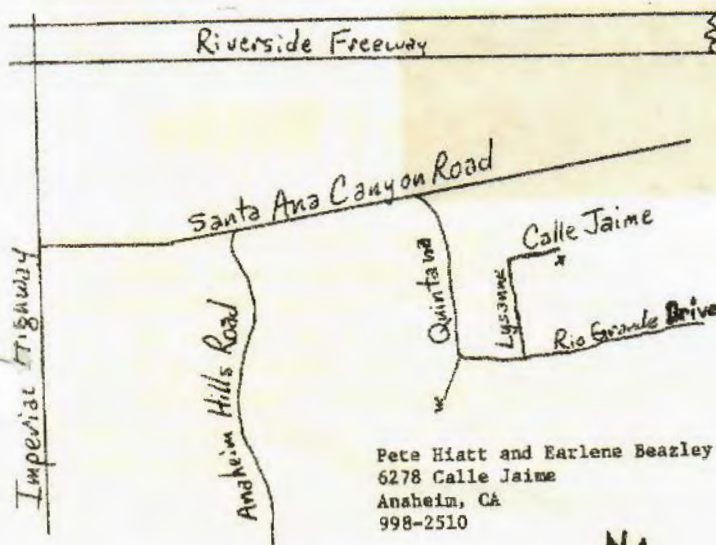 Riverside Freeway
Santa Ana Canyon Road
Calle Jaime
Imperial Highway
Anaheim Hills Road
Quintana
Lysanne
Rio Grande Drive
Pete Hiatt and Earlene Beazley
6278 Calle Jaime
Anaheim, CA
998-2510